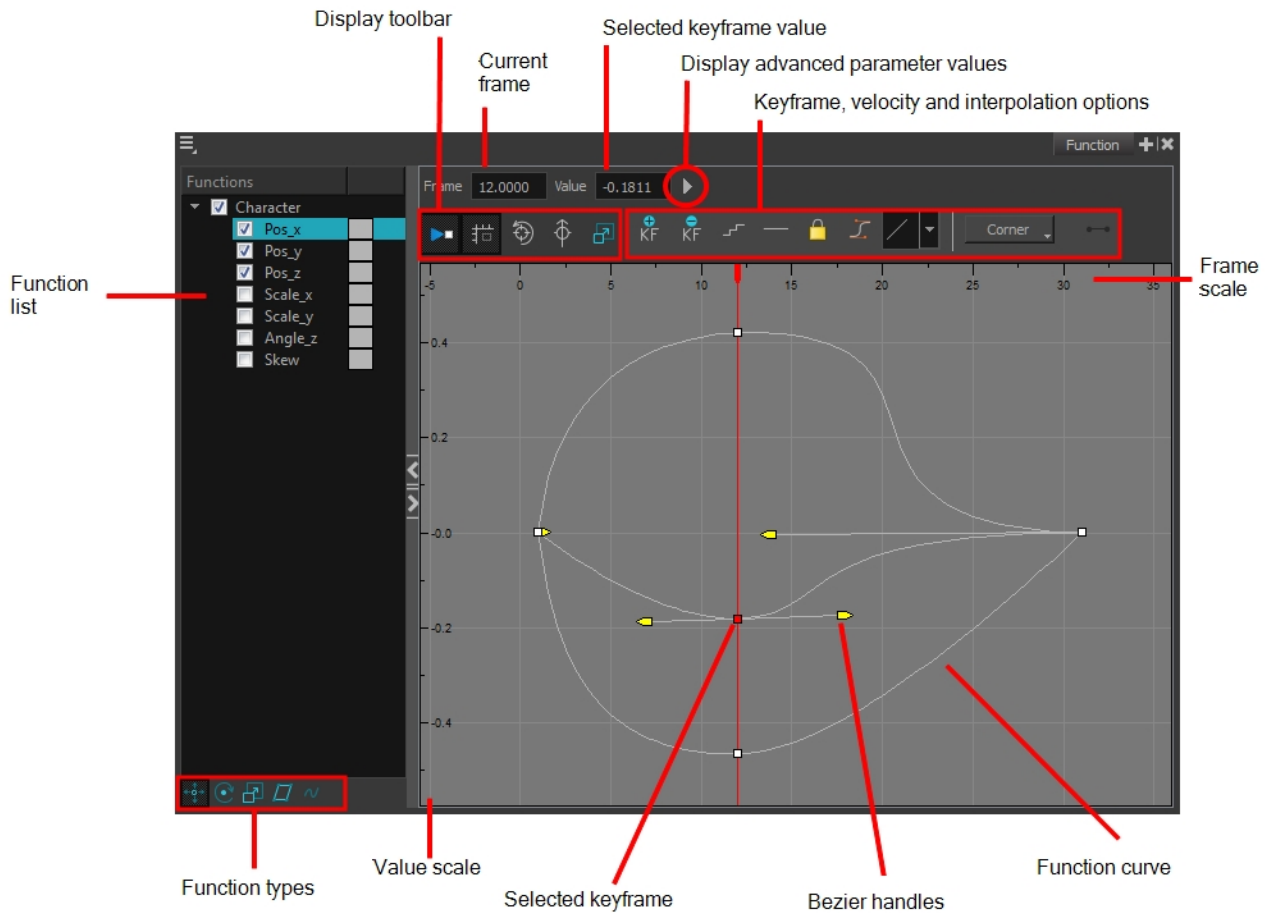 Display toolbar
Selected keyframe value
Current
frame
Display advanced parameter values
Keyframe, velocity and interpolation options
Function
Functions
Frame 12.0000 Value -0.1811
Character
Pos_x
Pos_y
Pos_z
Scale_x
Scale_y
Angle_z
Skew
KF KF Corner
Function
list
Frame
scale
-5 0 5 10 15 20 25 30 35
0.4
0.2
-0.0
-0.2
-0.4
Function types
Value scale
Selected keyframe
Bezier handles
Function curve